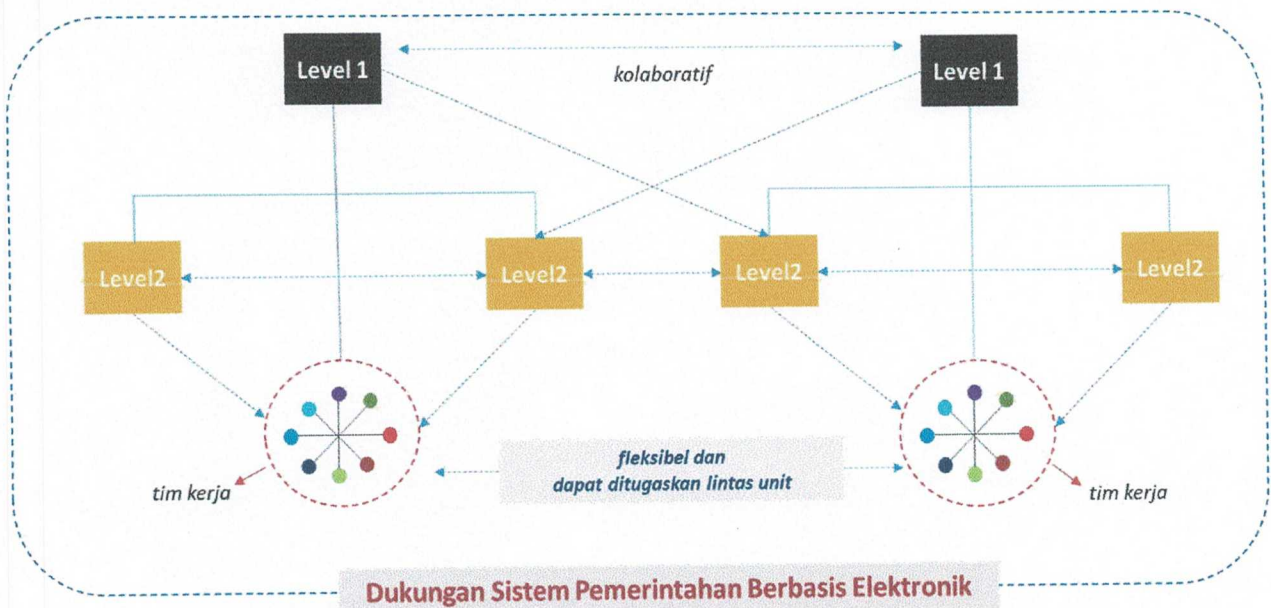 Level 1
kolaboratif
Level 1
Level2
Level2
Level2
Level2
fleksibel dan
dapat ditugaskan lintas unit
tim kerja
tim kerja
Dukungan Sistem Pemerintahan Berbasis Elektronik